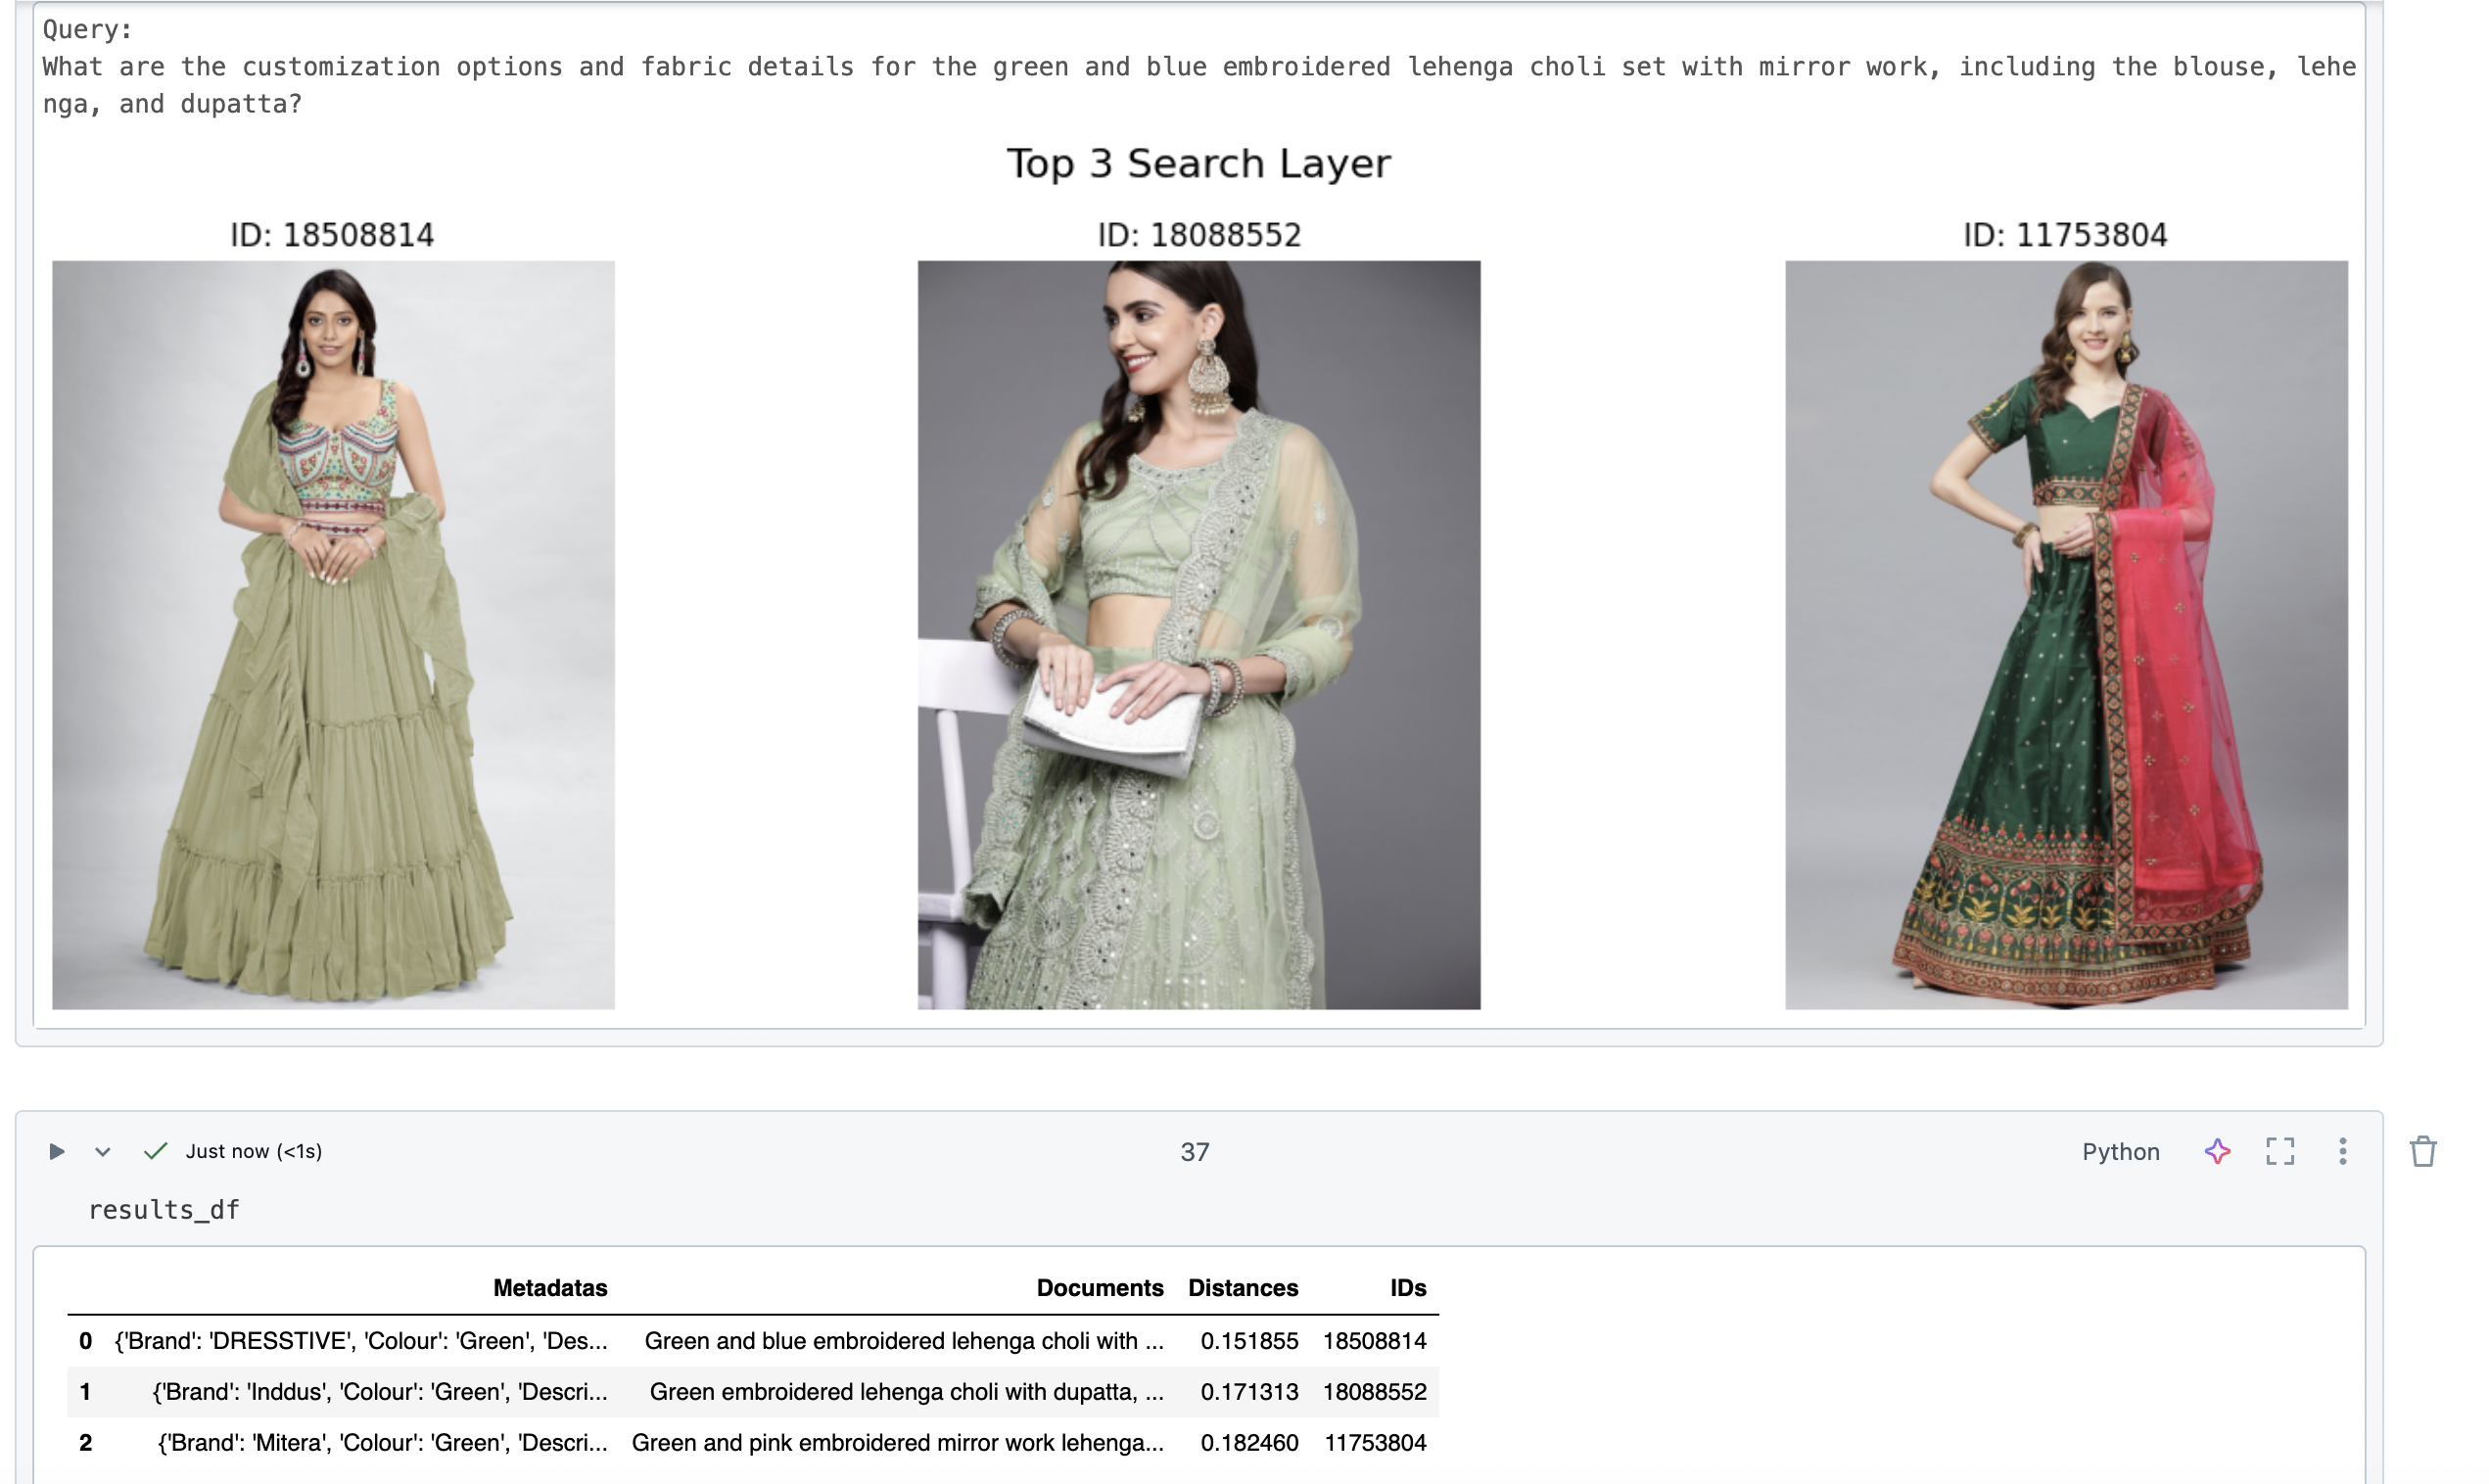 Query:
What are the customization options and fabric details for the green and blue embroidered lehenga choli set with mirror work, including the blouse, lehe
nga, and dupatta?
Top 3 Search Layer
ID: 18508814 ID: 18088552 ID: 11753804
Just now (<1s) 37 Python
results_df
Metadatas Documents Distances IDs
0 {'Brand': 'DRESSTIVE', 'Colour': 'Green', 'Des... Green and blue embroidered lehenga choli with ... 0.151855 18508814
1 {'Brand': 'Inddus', 'Colour': 'Green', 'Descri... Green embroidered lehenga choli with dupatta, ... 0.171313 18088552
2 {'Brand': 'Mitera', 'Colour': 'Green', 'Descri... Green and pink embroidered mirror work lehenga... 0.182460 11753804